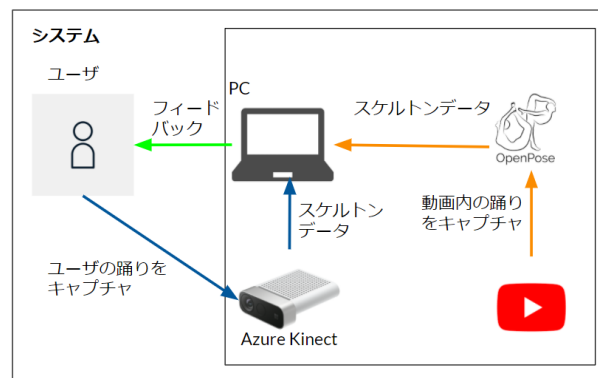 システム
ユーザ
PC
フィード
バック
スケルトンデータ
OpenPose
スケルトン
データ
動画内の踊り
をキャプチャ
ユーザの踊りを
キャプチャ
Azure Kinect